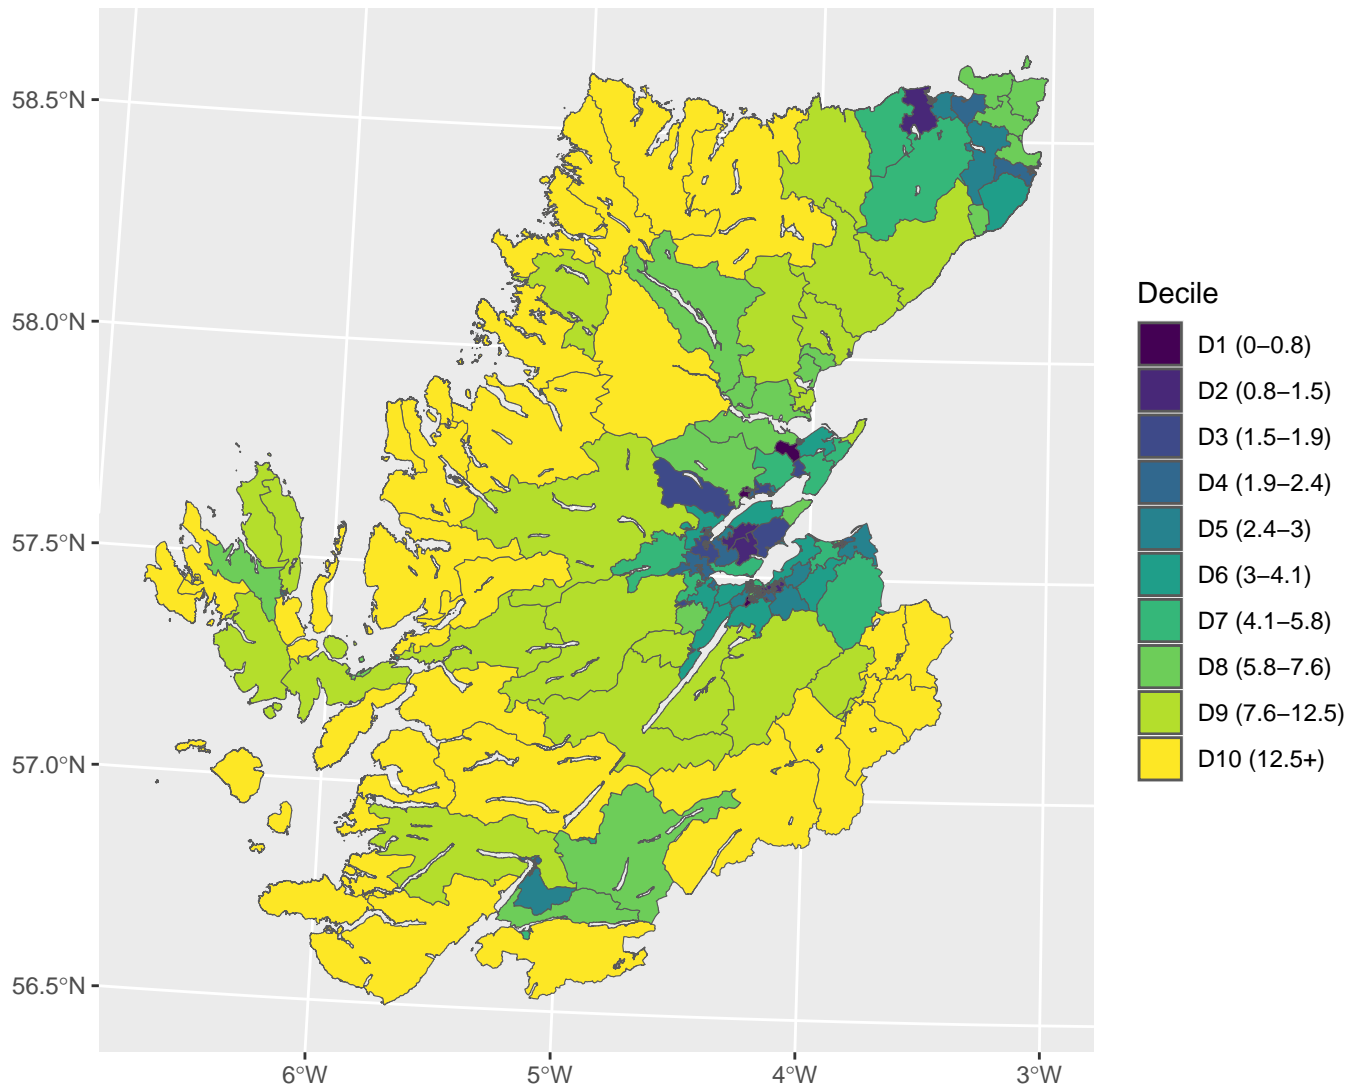 58.5°N
58.0°N
57.5°N
57.0°N
56.5°N
6°W
5°W
4°W
3°W
Decile
D1 (0–0.8)
D2 (0.8–1.5)
D3 (1.5–1.9)
D4 (1.9–2.4)
D5 (2.4–3)
D6 (3–4.1)
D7 (4.1–5.8)
D8 (5.8–7.6)
D9 (7.6–12.5)
D10 (12.5+)